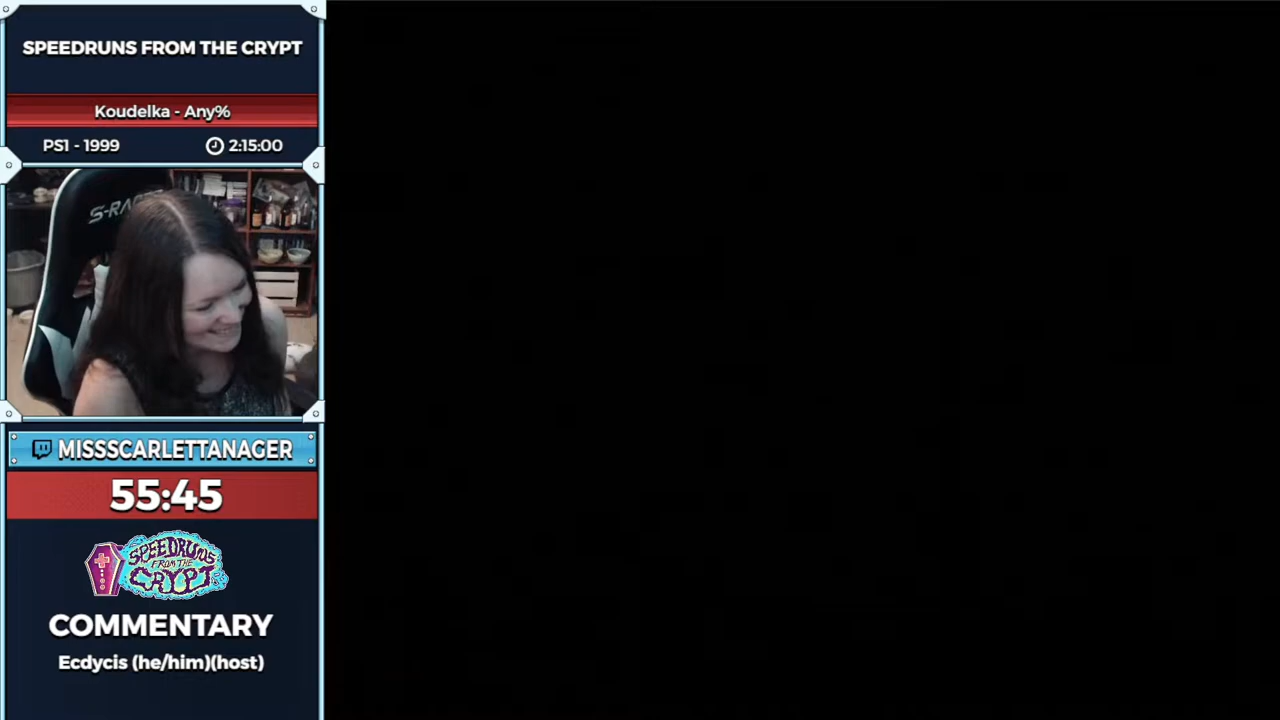 SPEEDRUNS FROM THE CRYPT
Koudelka - Any%
PS1 - 1999
2:15:00
S-RAC
MISSSCARLETTANAGER
55:45
SPEEDRUNS
FROM THE
CRYPT
COMMENTARY
Ecdycis (he/him)(host)